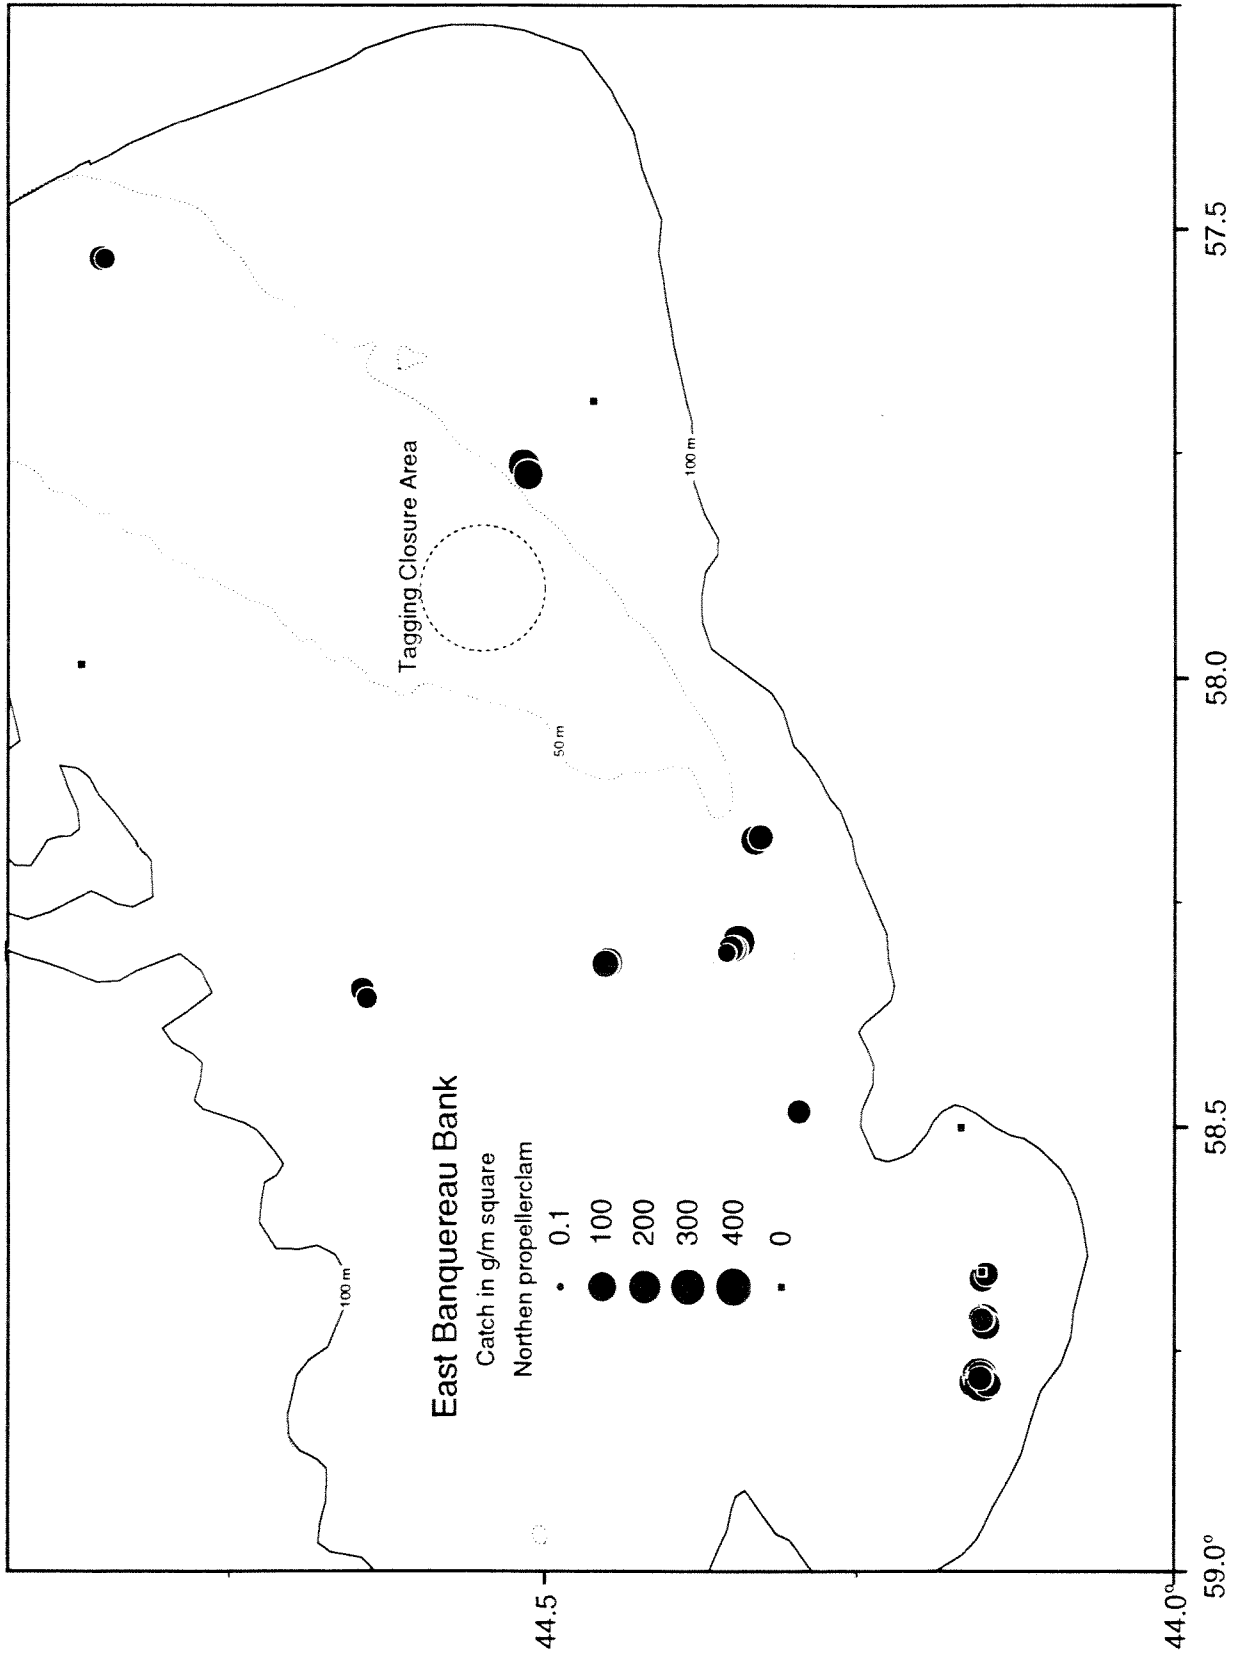 East Banquereau Bank
Catch in g/m square
Northen propellerclam
0.1
100
200
300
400
0
Tagging Closure Area
50 m
100 m
100 m
44.5
44.0°
59.0°
58.5
58.0
57.5